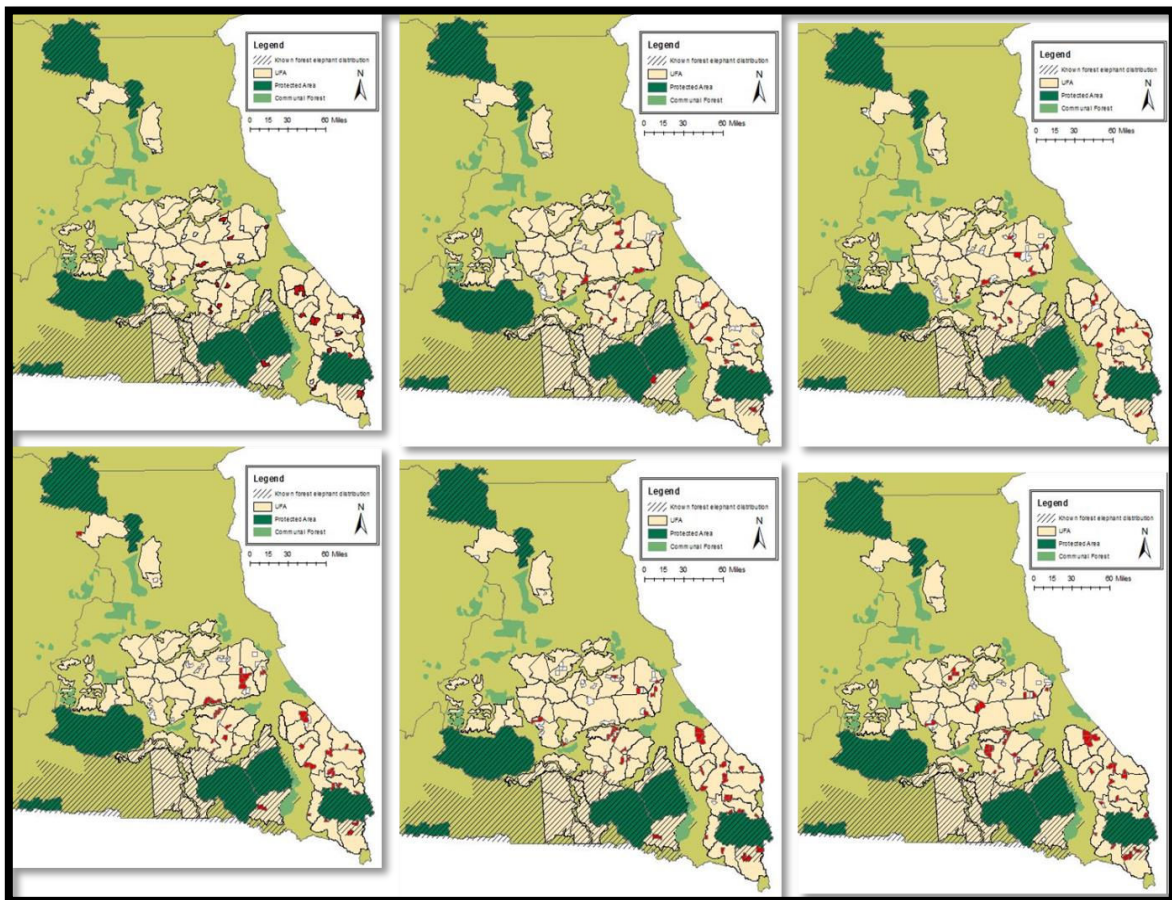 Legend
Known forest elephant distribution
UFA
Protected Area
Communal Forest
N
0 15 30 60 Miles
Legend
Known forest elephant distribution
UFA
Protected Area
Communal Forest
N
0 15 30 60 Miles
Legend
Known forest elephant distribution
UFA
Protected Area
Communal Forest
N
0 15 30 60 Miles
Legend
Known forest elephant distribution
UFA
Protected Area
Communal Forest
N
0 15 30 60 Miles
Legend
Known forest elephant distribution
UFA
Protected Area
Communal Forest
N
0 15 30 60 Miles
Legend
Known forest elephant distribution
UFA
Protected Area
Communal Forest
N
0 15 30 60 Miles